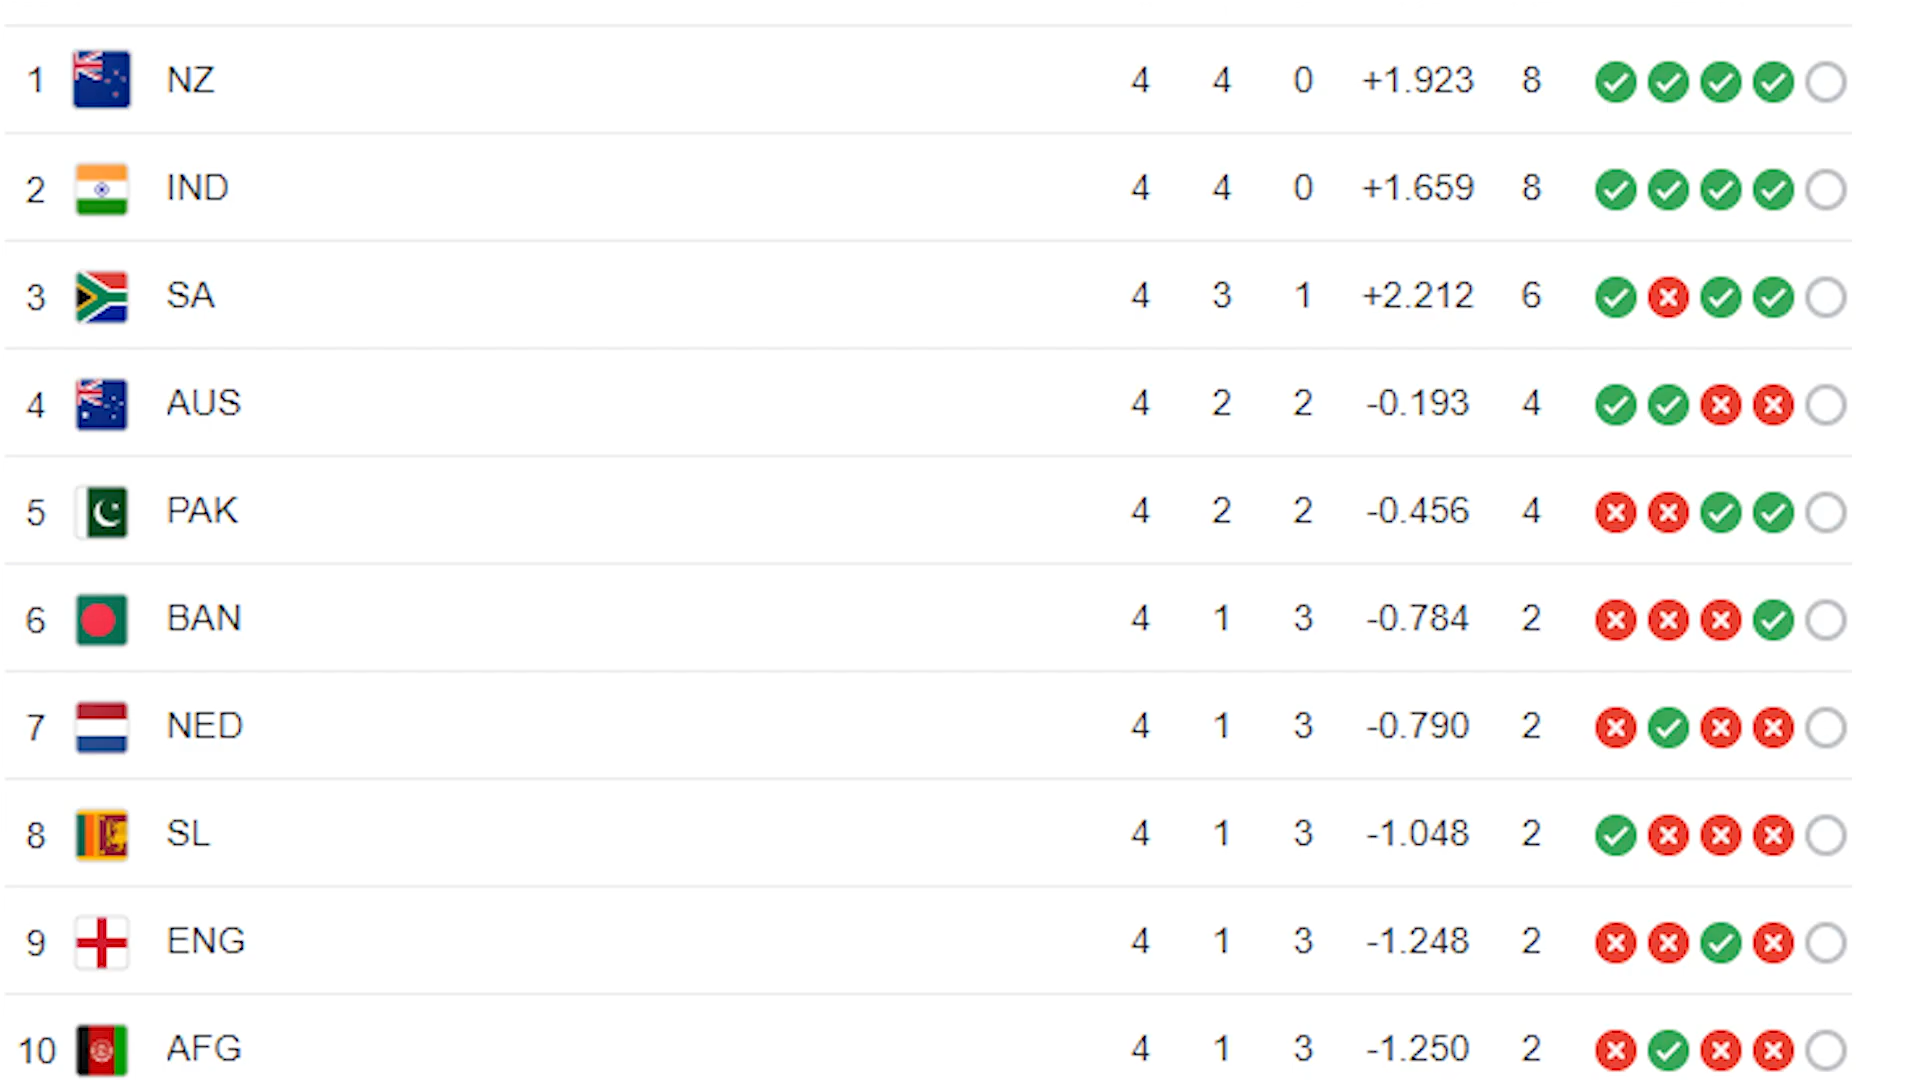 1 NZ 4 4 0 +1.923 8
2 IND 4 4 0 +1.659 8
3 SA 4 3 1 +2.212 6
4 AUS 4 2 2 -0.193 4
5 PAK 4 2 2 -0.456 4
6 BAN 4 1 3 -0.784 2
7 NED 4 1 3 -0.790 2
8 SL 4 1 3 -1.048 2
9 ENG 4 1 3 -1.248 2
10 AFG 4 1 3 -1.250 2